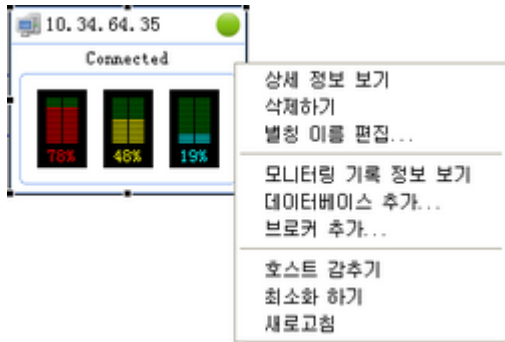 10.34.64.35
Connected
78% 48% 19%
상세 정보 보기
삭제하기
별칭 이름 편집...
모니터링 기록 정보 보기
데이터베이스 추가...
브로커 추가...
호스트 감추기
최소화 하기
새로고침